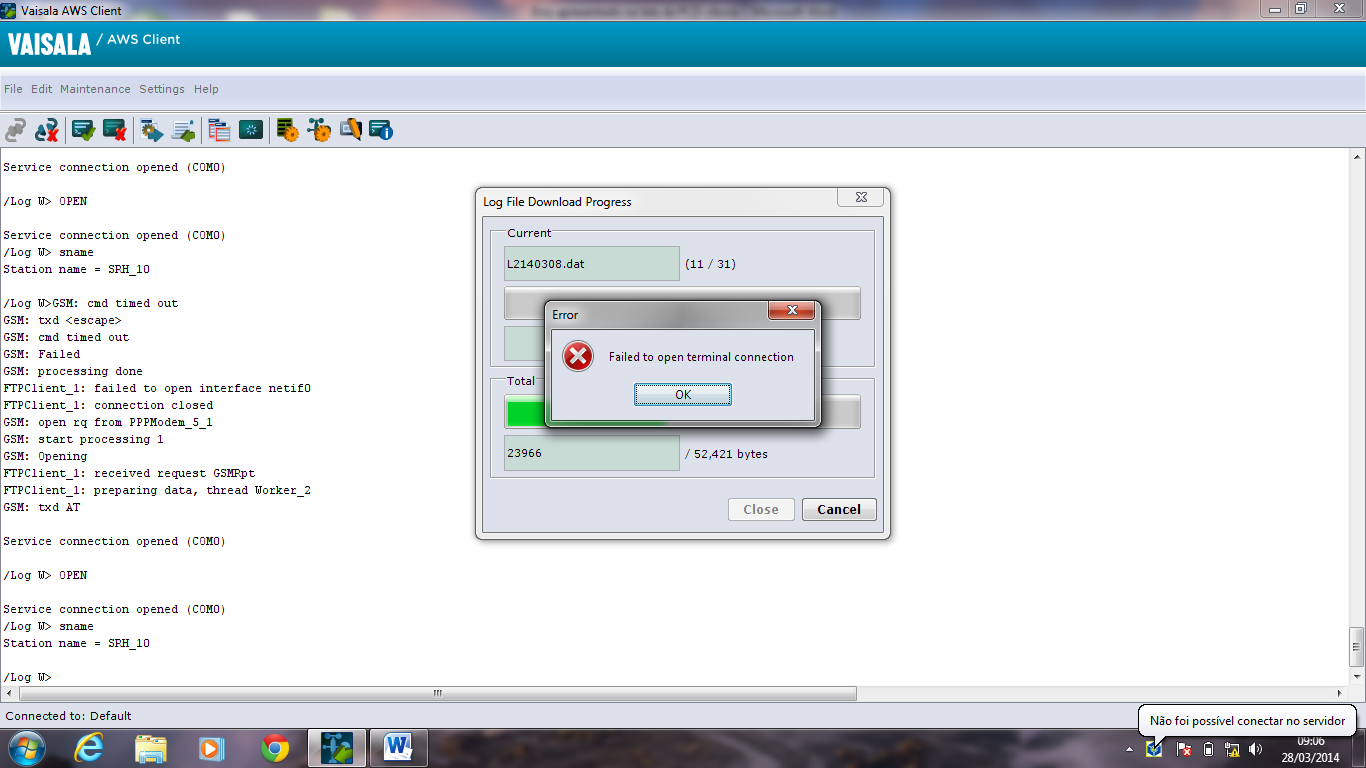 Vaisala AWS Client
VAISALA / AWS Client
File Edit Maintenance Settings Help
Service connection opened (COM0)
/Log W> OPEN
Service connection opened (COM0)
/Log W> sname
Station name = SRH_10
/Log W>GSM: cmd timed out
GSM: txd <escape>
GSM: cmd timed out
GSM: Failed
GSM: processing done
FTPClient_1: failed to open interface netif0
FTPClient_1: connection closed
GSM: open rq from PPPModem_5_1
GSM: start processing 1
GSM: Opening
FTPClient_1: received request GSMRpt
FTPClient_1: preparing data, thread Worker_2
GSM: txd AT
Service connection opened (COM0)
/Log W> OPEN
Service connection opened (COM0)
/Log W> sname
Station name = SRH_10
/Log W>
Log File Download Progress
Current
L2140308.dat (11 / 31)
Error
Failed to open terminal connection
OK
Total
23966 / 52,421 bytes
Close Cancel
Connected to: Default
Não foi possível conectar no servidor
09:06
28/03/2014